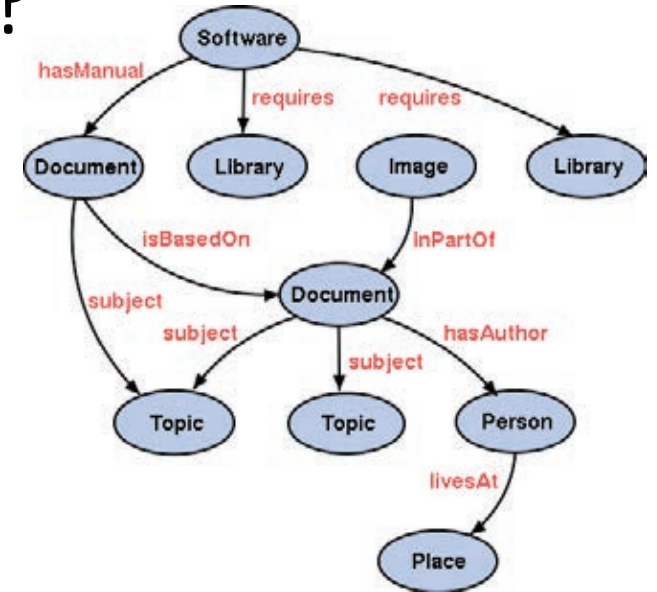 ?
Software
hasManual
requires
requires
Document
Library
Image
Library
isBasedOn
InPartOf
Document
subject
subject
hasAuthor
subject
Topic
Topic
Person
livesAt
Place